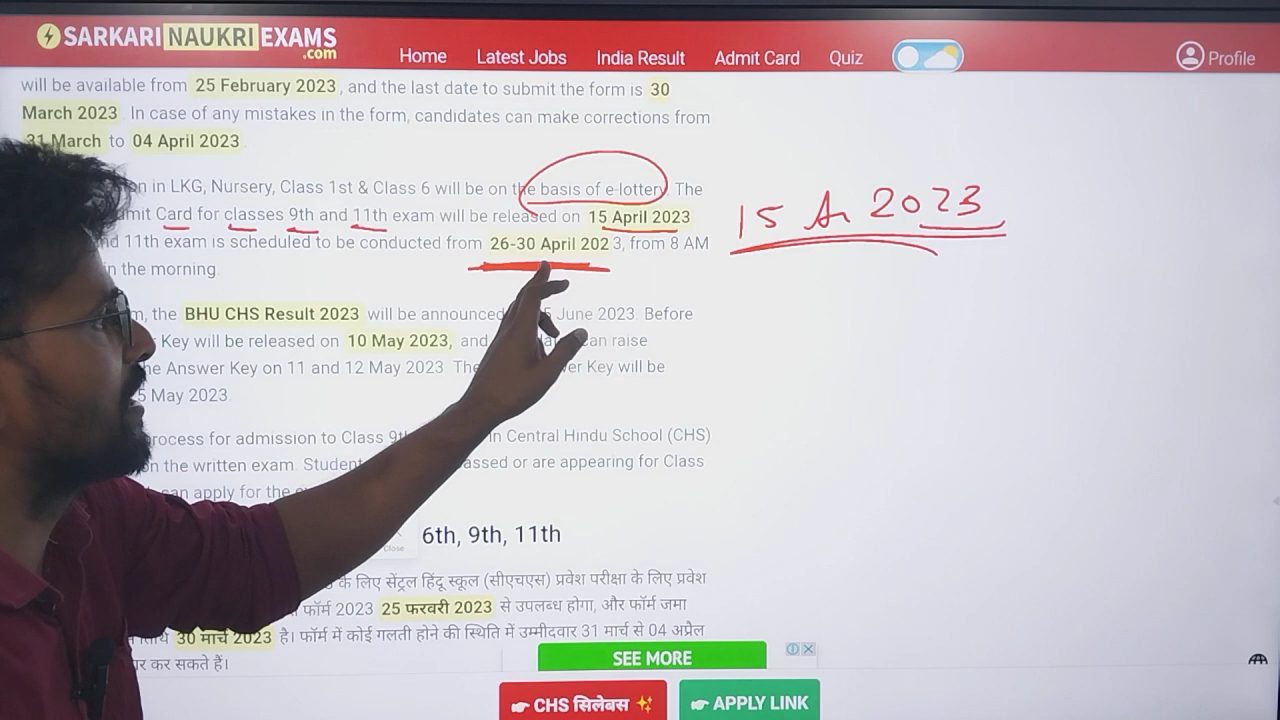 SARKARI NAUKRI EXAMS
.com
Home Latest Jobs India Result Admit Card Quiz Profile
will be available from 25 February 2023, and the last date to submit the form is 30
March 2023. In case of any mistakes in the form, candidates can make corrections from
31 March to 04 April 2023
in LKG, Nursery, Class 1st & Class 6 will be on the basis of e-lottery. The
Card for classes 9th and 11th exam will be released on 15 April 2023
11th exam is scheduled to be conducted from 26-30 April 2023, from 8 AM
in the morning.
15 A 2023
the BHU CHS Result 2023 will be announced June 2023. Before
Key will be released on 10 May 2023, and can raise
Answer Key on 11 and 12 May 2023. Key will be
May 2023.
for admission to Class in Central Hindu School (CHS)
on the written exam. or are appearing for Class
can apply for the
Close
6th, 9th, 11th
के लिए सेंट्रल हिंदू स्कूल (सीएचएस) प्रवेश परीक्षा के लिए प्रवेश
फॉर्म 2023 25 फरवरी 2023 से उपलब्ध होगा, और फॉर्म जमा
30 मार्च 2023 है। फॉर्म में कोई गलती होने की स्थिति में उम्मीदवार 31 मार्च से 04 अप्रैल
कर सकते हैं।
SEE MORE
CHS सिलेबस
APPLY LINK